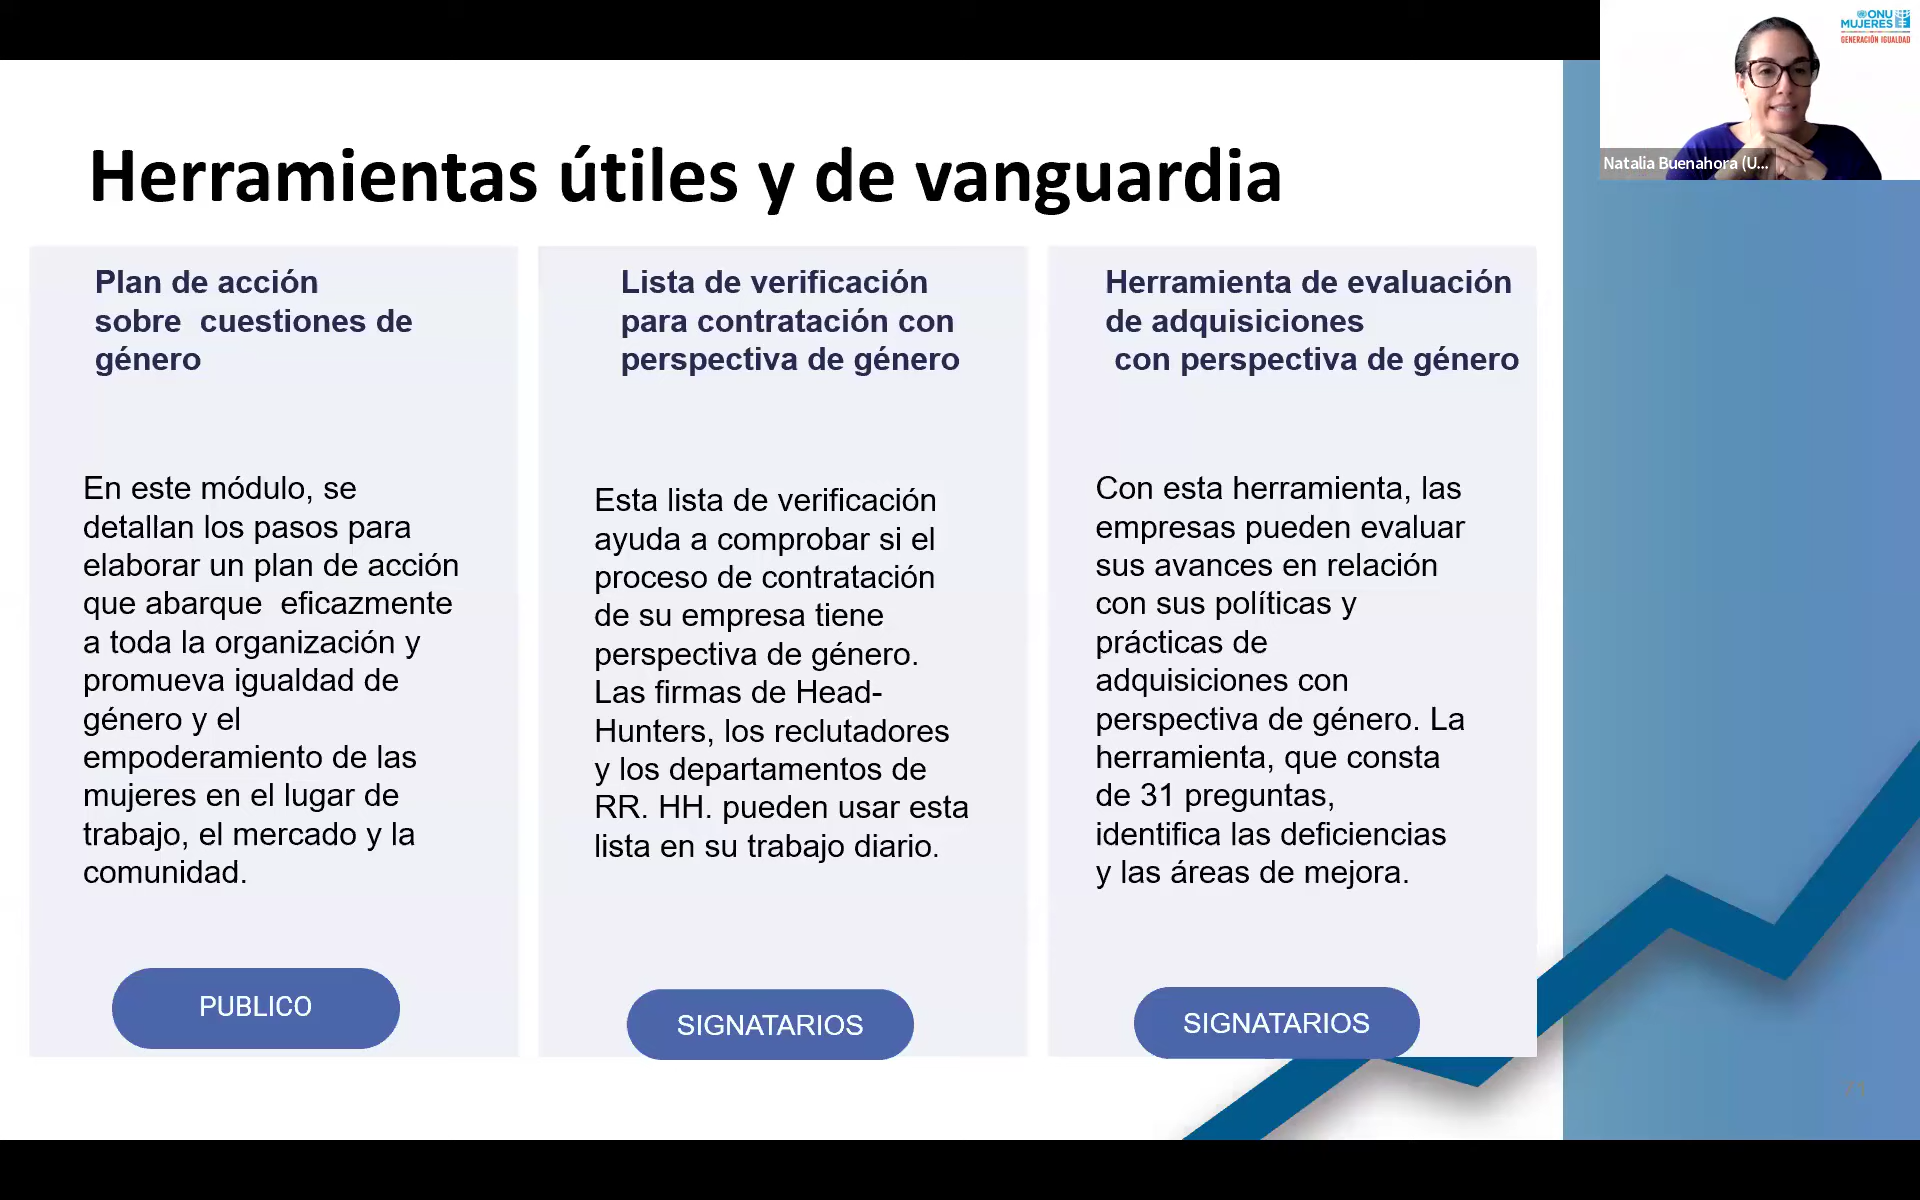 ONU
MUJERES
GENERACIÓN IGUALDAD
Natalia Buenahora (U...
Herramientas útiles y de vanguardia
Plan de acción
sobre  cuestiones de
género
En este módulo, se
detallan los pasos para
elaborar un plan de acción
que abarque  eficazmente
a toda la organización y
promueva igualdad de
género y el
empoderamiento de las
mujeres en el lugar de
trabajo, el mercado y la
comunidad.
PUBLICO
Lista de verificación
para contratación con
perspectiva de género
Esta lista de verificación
ayuda a comprobar si el
proceso de contratación
de su empresa tiene
perspectiva de género.
Las firmas de Head-
Hunters, los reclutadores
y los departamentos de
RR. HH. pueden usar esta
lista en su trabajo diario.
SIGNATARIOS
Herramienta de evaluación
de adquisiciones
con perspectiva de género
Con esta herramienta, las
empresas pueden evaluar
sus avances en relación
con sus políticas y
prácticas de
adquisiciones con
perspectiva de género. La
herramienta, que consta
de 31 preguntas,
identifica las deficiencias
y las áreas de mejora.
SIGNATARIOS